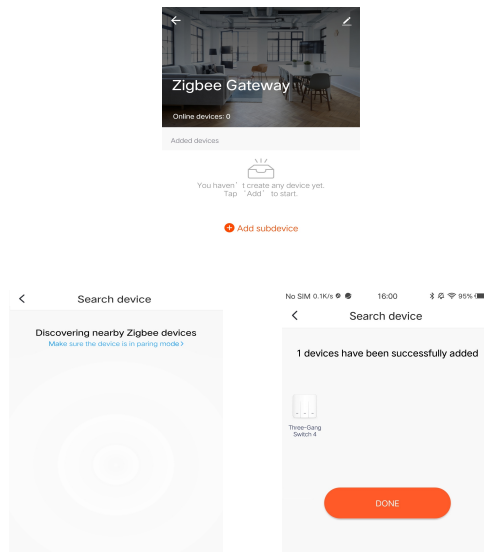 Zigbee Gateway
Online devices: 0
Added devices
You haven' t create any device yet.
Tap 'Add' to start.
+ Add subdevice
Search device
Discovering nearby Zigbee devices
Make sure the device is in paring mode>
No SIM 0.1K/s 16:00 95%
Search device
1 devices have been successfully added
Three-Gang
Switch 4
DONE